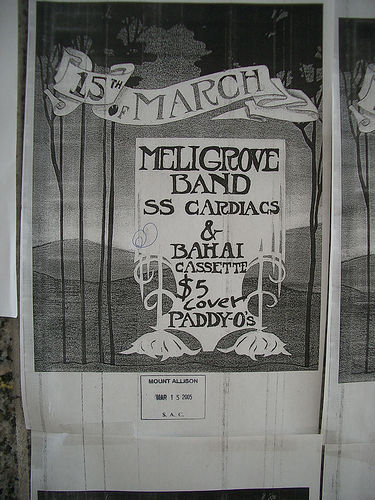 15TH OF MARCH
MELIGROVE
BAND
SS CARDIACS
&
BAHAI
CASSETTE
$5
cover
PADDY-O's
MOUNT ALLISON
MAR 15 2005
S. A. C.